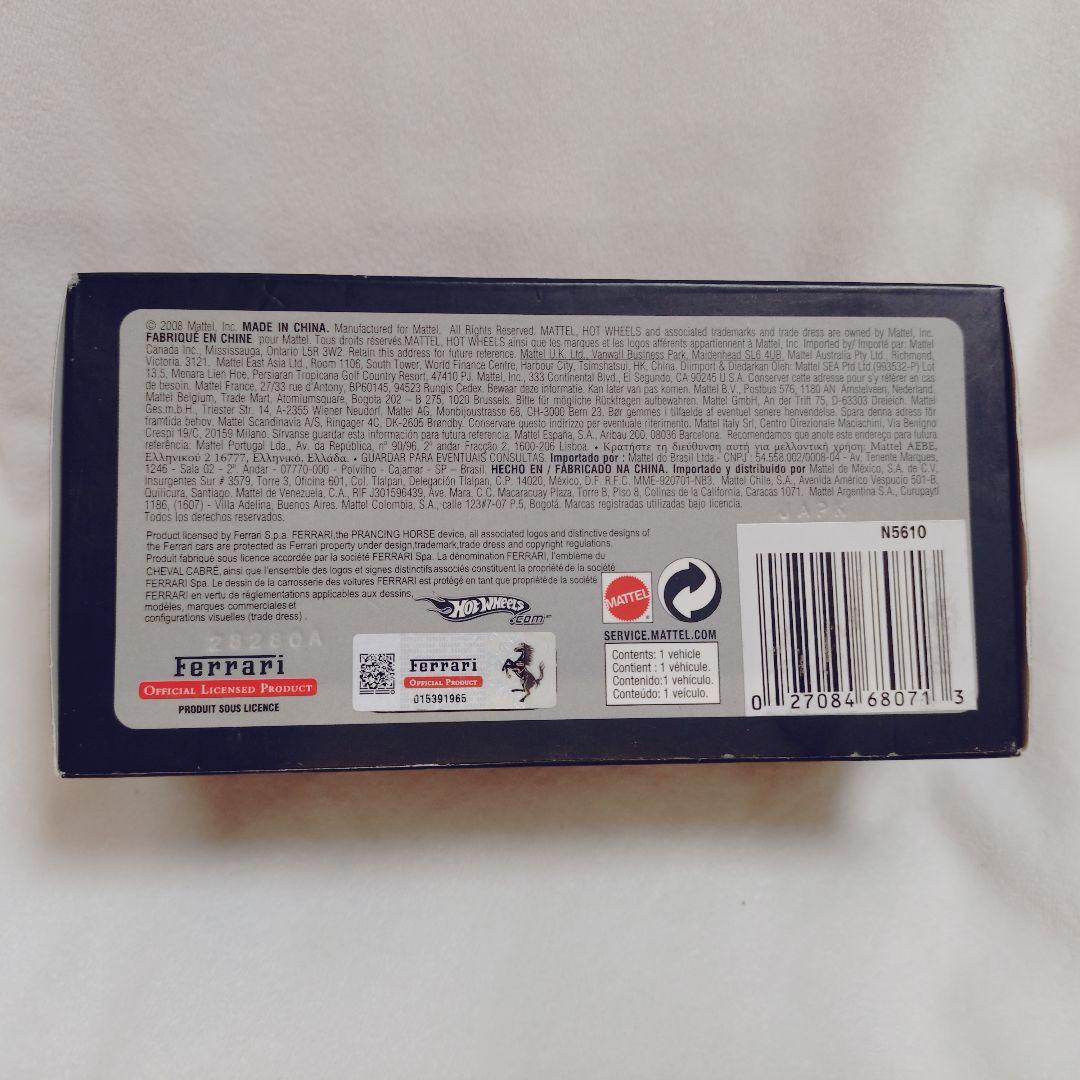 © 2008 Mattel, Inc. MADE IN CHINA. Manufactured for Mattel. All Rights Reserved. MATTEL, HOT WHEELS and associated trademarks and trade dress are owned by Mattel, Inc.
FABRIQUÉ EN CHINE pour Mattel. Tous droits réservés.MATTEL, HOT WHEELS ainsi que les marques et les logos afférents appartiennent à Mattel, Inc. Imported by/ Importé par: Mattel
Canada Inc., Mississauga, Ontario L5R 3W2. Retain this address for future reference. Mattel U.K. Ltd., Vanwall Business Park, Maidenhead SL6 4UB. Mattel Australia Pty Ltd., Richmond,
Victoria. 3121. Mattel East Asia Ltd., Room 1106, South Tower, World Finance Centre, Harbour City, Tsimshatsui, HK, China. Diimport & Diedarkan Oleh: Mattel SEA Ptd Ltd.(993532-P) Lot
13.5, Menara Lien Hoe, Persiaran Tropicana Golf Country Resort, 47410 PJ. Mattel, Inc., 333 Continental Blvd., El Segundo, CA 90245 U.S.A. Conserver cette adresse pour s'y référer en cas
de besoin. Mattel France, 27/33 rue d'Antony, BP60145, 94523 Rungis Cedex. Bewaar deze informatie. Kan later van pas komen. Mattel B.V., Postbus 576, 1180 AN Amstelveen, Nederland.
Mattel Belgium, Trade Mart, Atomiumsquare, Bogota 202 – B 275, 1020 Brussels. Bitte für mögliche Rückfragen aufbewahren. Mattel GmbH, An der Trift 75, D-63303 Dreieich. Mattel
Ges.m.b.H., Triester Str. 14, A-2355 Wiener Neudorf. Mattel AG, Monbijoustrasse 68, CH-3000 Bern 23. Bør gemmes i tilfælde af eventuel senere henvendelse. Spara denna adress för
framtida behov. Mattel Scandinavia A/S, Ringager 4C, DK-2605 Brøndby. Conservare questo indirizzo per eventuale riferimento. Mattel Italy Srl, Centro Direzionale Maciachini, Via Benigno
Crespi 19/C, 20159 Milano. Sírvanse guardar esta información para futura referencia. Mattel España, S.A., Aribau 200. 08036 Barcelona. Recomendamos que anote este endereço para futura
referência: Mattel Portugal Lda., Av. da República, nº 90/96, 2º andar Fracção 2, 1600-206 Lisboa. • Κρατήστε τη διεύθυνση αυτή για μελλοντική χρήση: Mattel AEBE,
Ελληνικού 2 16777, Ελληνικό, Ελλάδα. • GUARDAR PARA EVENTUAIS CONSULTAS. Importado por : Mattel do Brasil Ltda.- CNPJ : 54.558.002/0008-04 - Av. Tenente Marques,
1246 - Sala 02 - 2º. Andar - 07770-000 - Polvilho - Cajamar - SP – Brasil. HECHO EN / FABRICADO NA CHINA. Importado y distribuido por Mattel de México, S.A. de C.V.
Insurgentes Sur # 3579, Torre 3, Oficina 601, Col. Tlalpan, Delegación Tlalpan, C.P. 14020, México, D.F. R.F.C. MME-920701-NB3. Mattel Chile, S.A., Avenida Américo Vespucio 501-B,
Quilicura, Santiago. Mattel de Venezuela, C.A., RIF J301596439, Ave. Mara. C.C. Macaracuay Plaza, Torre B, Piso 8, Colinas de la California, Caracas 1071. Mattel Argentina S.A., Curupaytí
1186, (1607) - Villa Adelina, Buenos Aires. Mattel Colombia, S.A., calle 123#7-07 P.5, Bogotá. Marcas registradas utilizadas bajo licencia.
Todos los derechos reservados.
JAPK
Product licensed by Ferrari S.p.a. FERRARI,the PRANCING HORSE device, all associated logos and distinctive designs of
the Ferrari cars are protected as Ferrari property under design,trademark,trade dress and copyright regulations.
Produit fabriqué sous licence accordée par la société FERRARI Spa. La dénomination FERRARI, l'emblème du
CHEVAL CABRÉ, ainsi que l'ensemble des logos et signes distinctifs associés constituent la propriété de la société
FERRARI Spa. Le dessin de la carrosserie des voitures FERRARI est protégé en tant que propriété de la société
FERRARI en vertu de règlementations applicables aux dessins,
modèles, marques commerciales et
configurations visuelles (trade dress) .
28280A
Ferrari
OFFICIAL LICENSED PRODUCT
PRODUIT SOUS LICENCE
HOT WHEELS
.COM
Ferrari
OFFICIAL PRODUCT
015391965
MATTEL
SERVICE.MATTEL.COM
Contents: 1 vehicle
Contient : 1 véhicule.
Contenido:1 vehículo.
Conteúdo: 1 veículo.
N5610
0 27084 68071 3